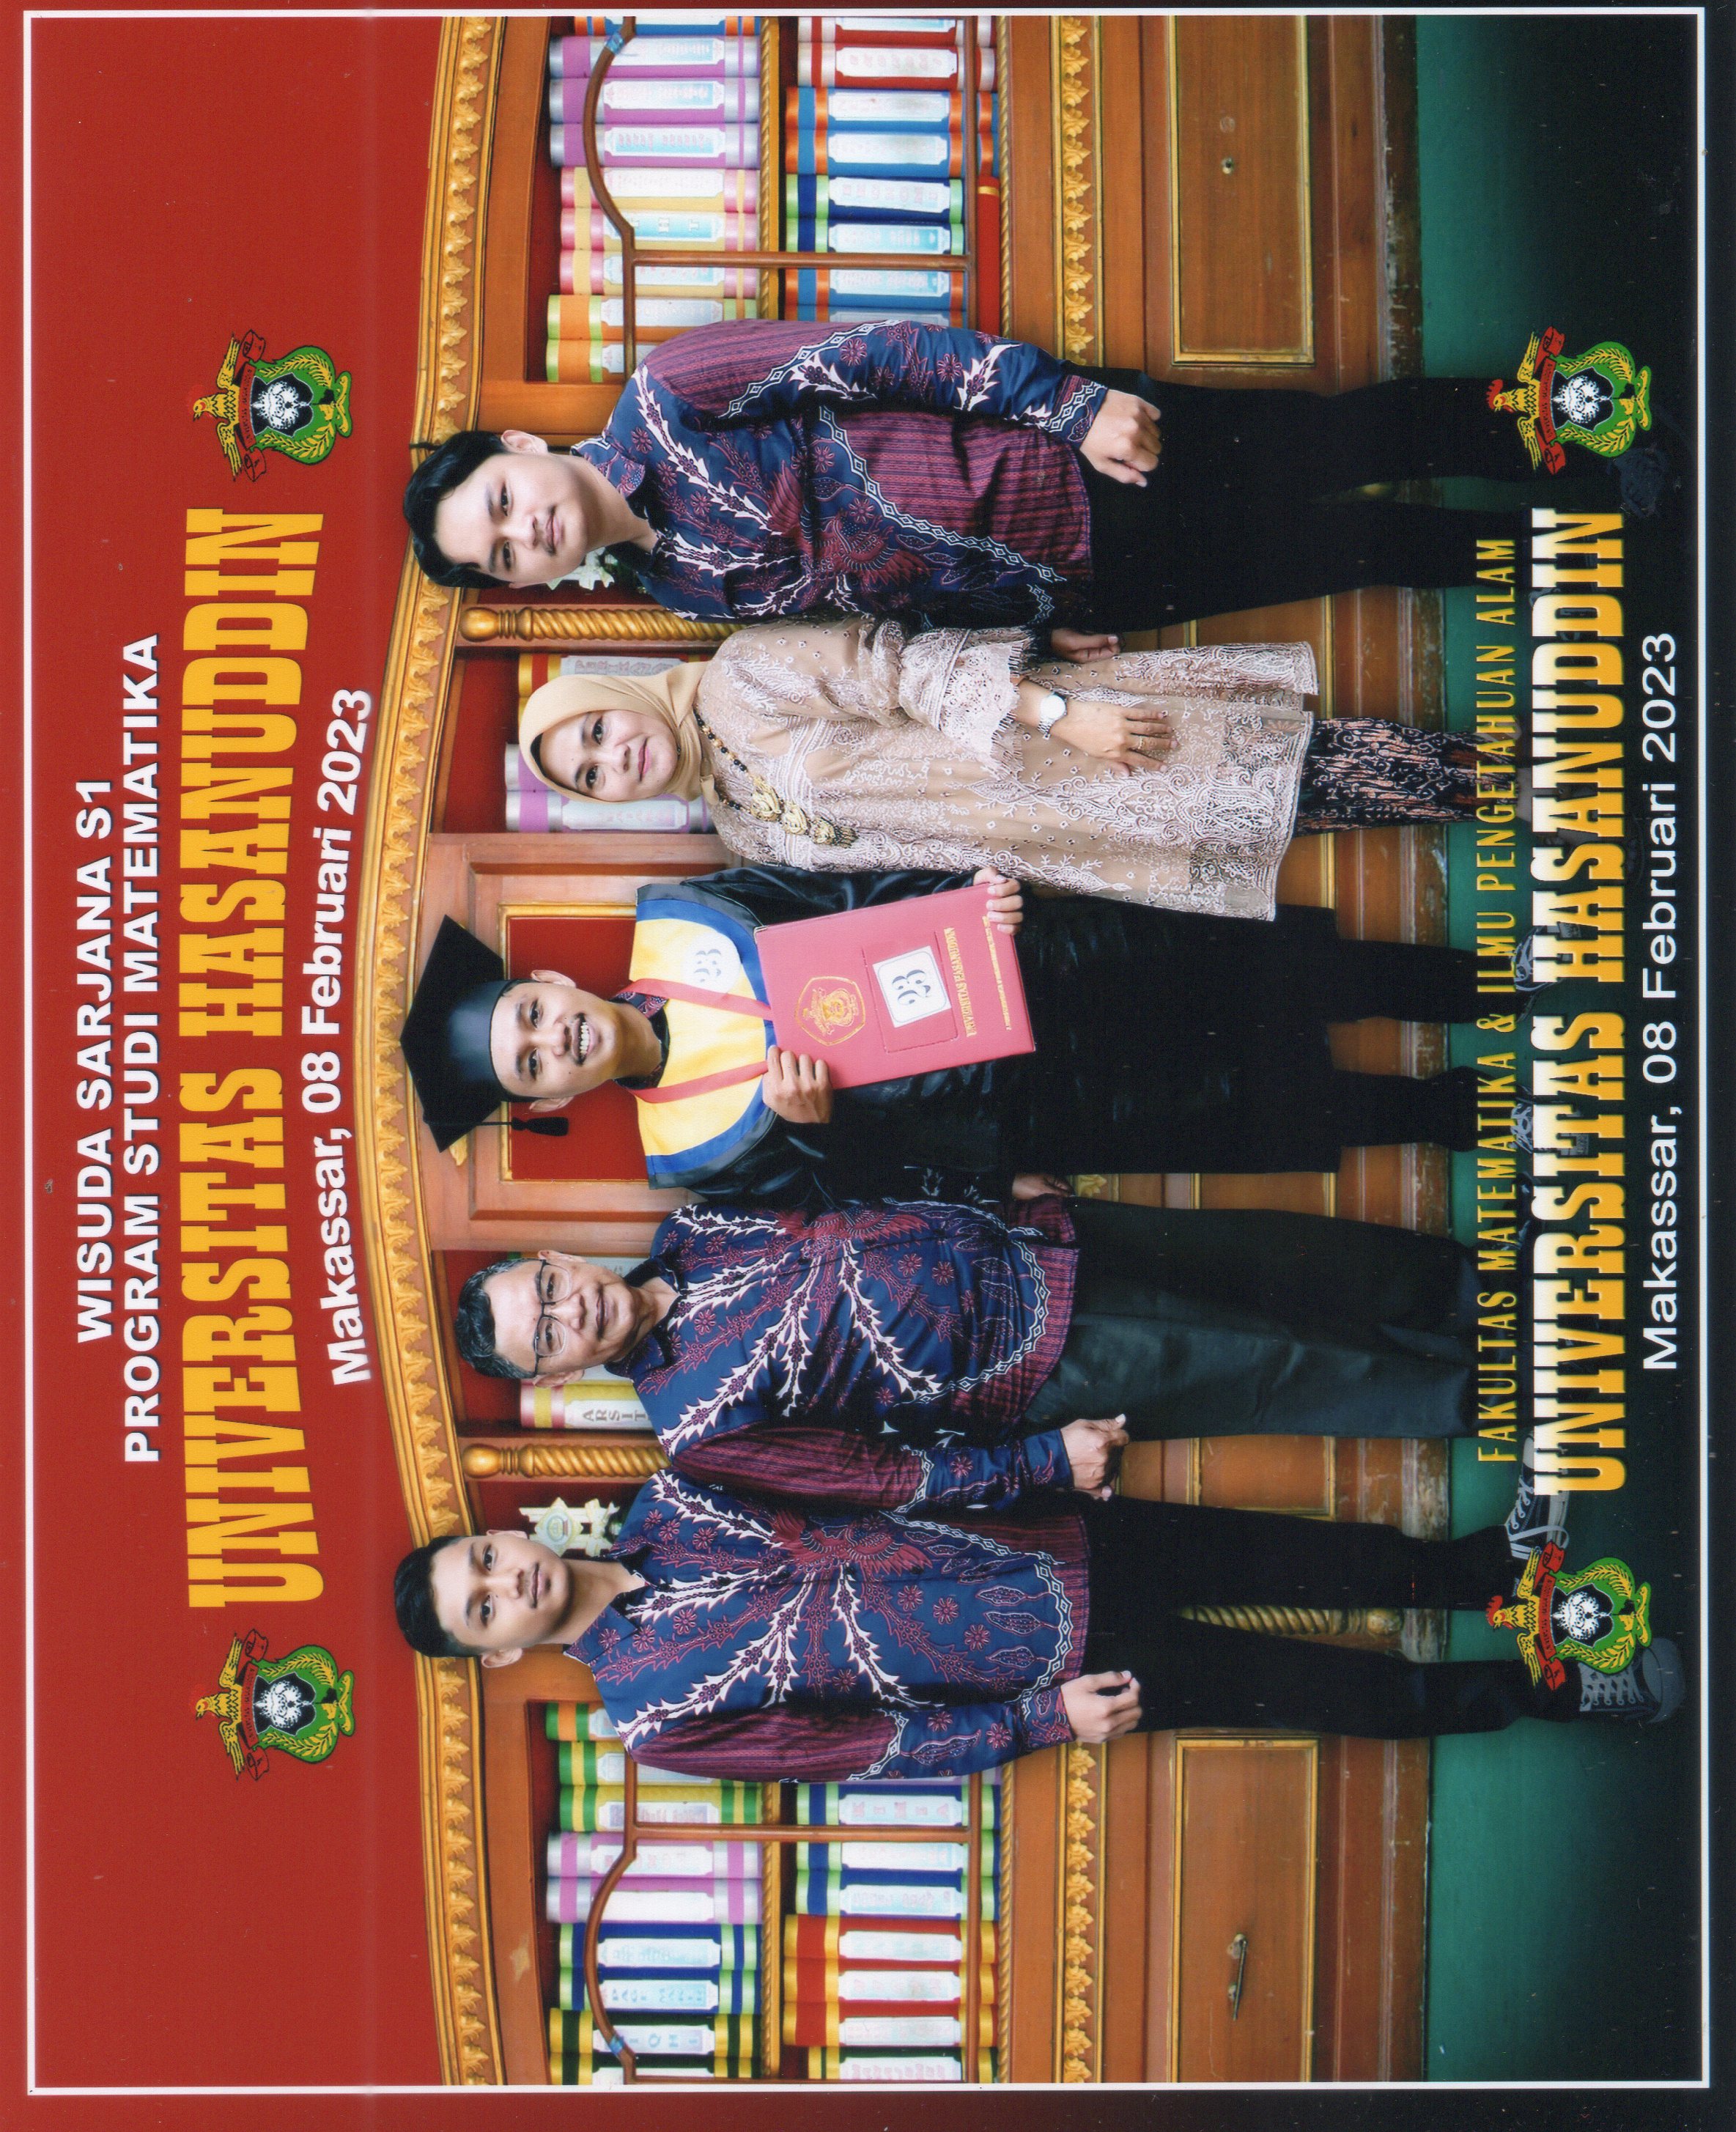 WISUDA SARJANA S1
PROGRAM STUDI MATEMATIKA
UNIVERSITAS HASANUDDIN
Makassar, 08 Februari 2023
23
23
UNIVERSITAS HASANUDDIN
FAKULTAS MATEMATIKA & ILMU PENGETAHUAN ALAM
UNIVERSITAS HASANUDDIN
Makassar, 08 Februari 2023